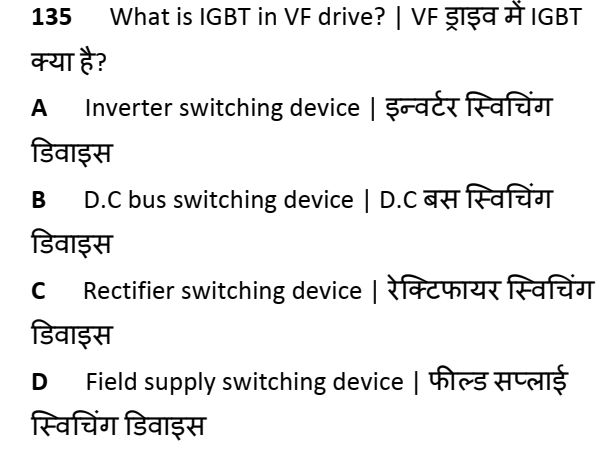 135 What is IGBT in VF drive? | VF ड्राइव में IGBT
क्या है?
A Inverter switching device | इन्वर्टर स्विचिंग
डिवाइस
B D.C bus switching device | D.C बस स्विचिंग
डिवाइस
C Rectifier switching device | रेक्टिफायर स्विचिंग
डिवाइस
D Field supply switching device | फील्ड सप्लाई
स्विचिंग डिवाइस